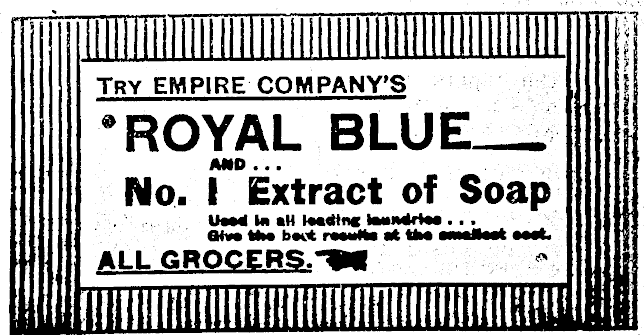 TRY EMPIRE COMPANY'S
ROYAL BLUE
AND ...
No. 1 Extract of Soap
Used in all leading laundries ...
Give the best results at the smallest cost.
ALL GROCERS.